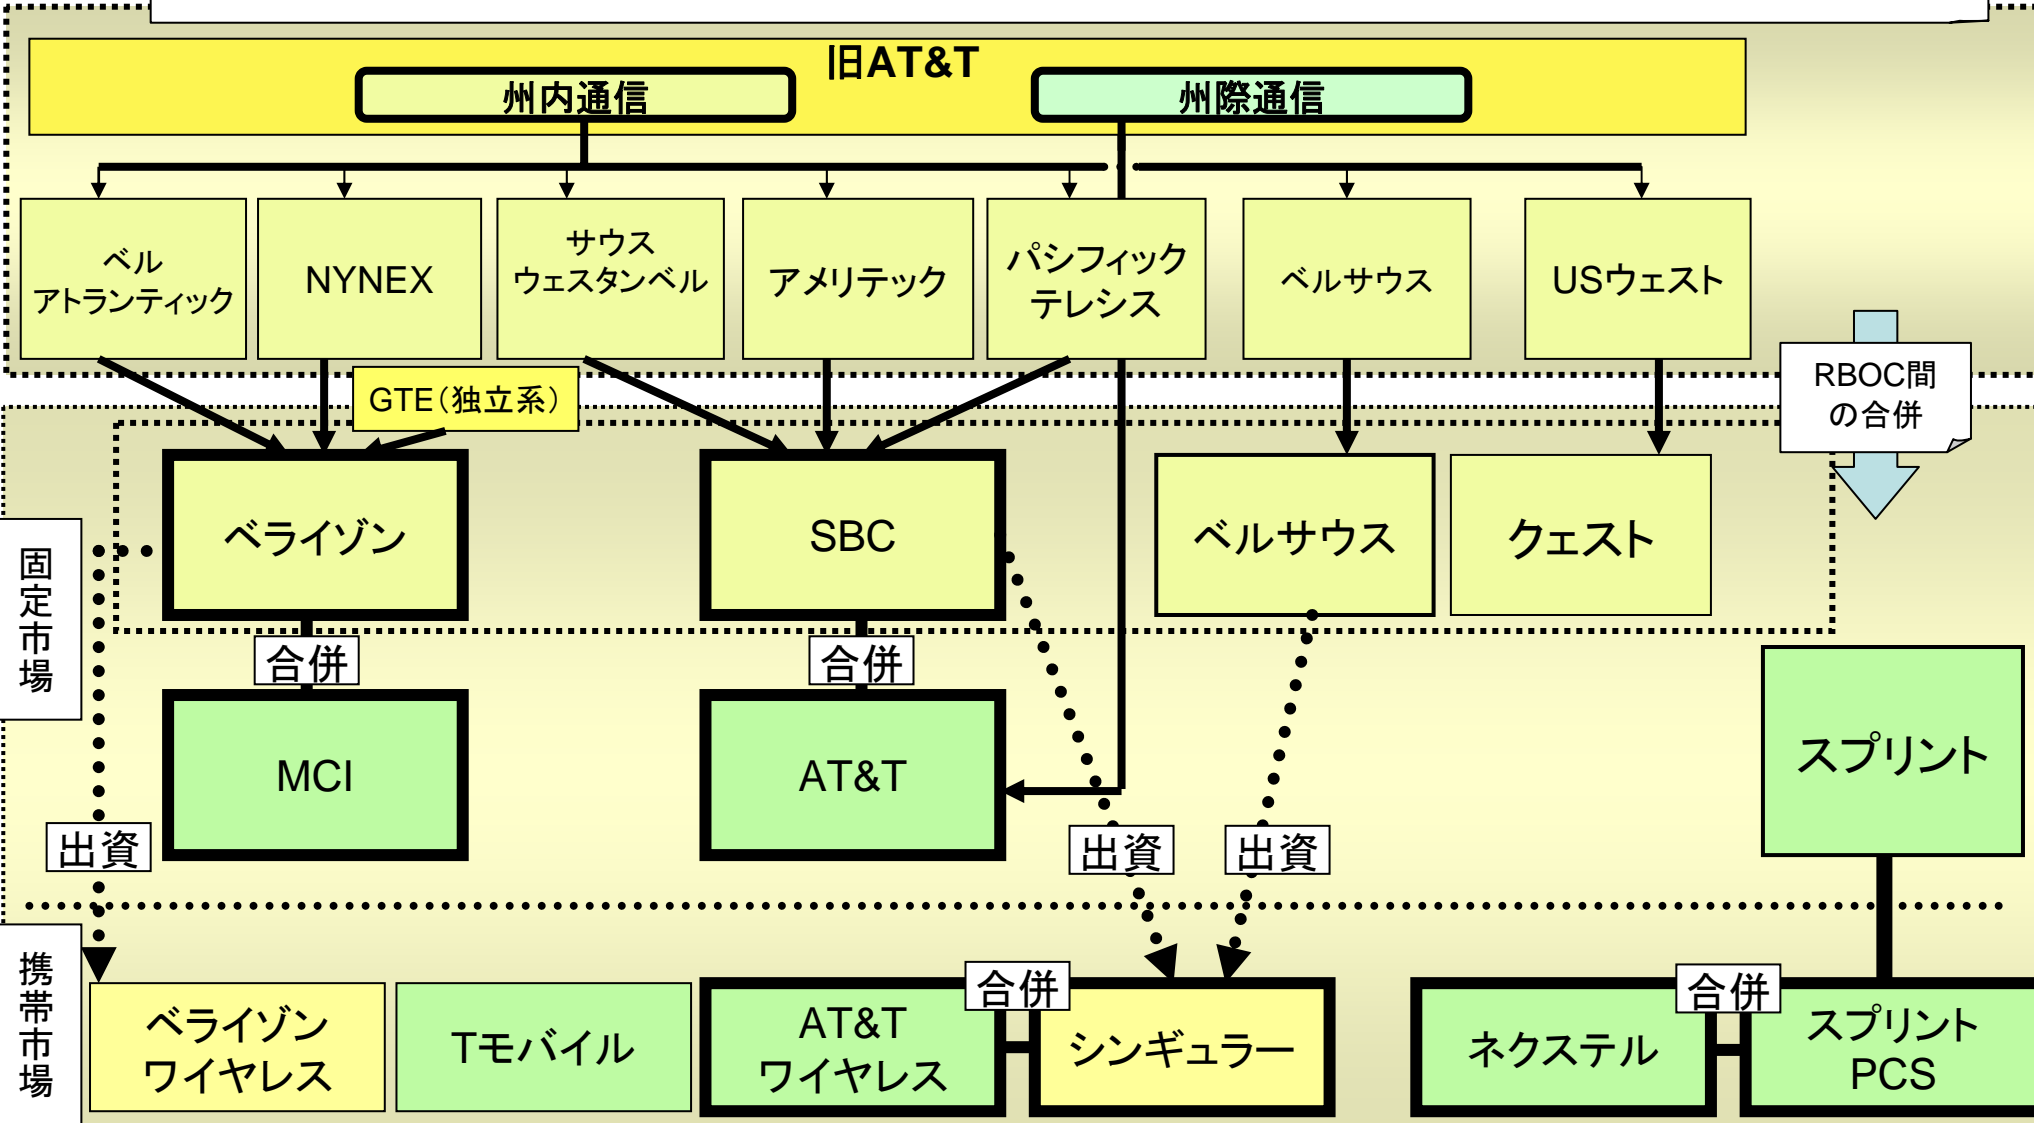 旧AT&T
州内通信
州際通信
ベル
アトランティック
NYNEX
サウス
ウェスタンベル
アメリテック
パシフィック
テレシス
ベルサウス
USウェスト
RBOC間
の合併
GTE(独立系)
ベライゾン
SBC
ベルサウス
クェスト
固定市場
合併
合併
MCI
AT&T
スプリント
出資
出資
出資
携帯市場
ベライゾン
ワイヤレス
Tモバイル
AT&T
ワイヤレス
合併
シンギュラー
ネクステル
合併
スプリント
PCS